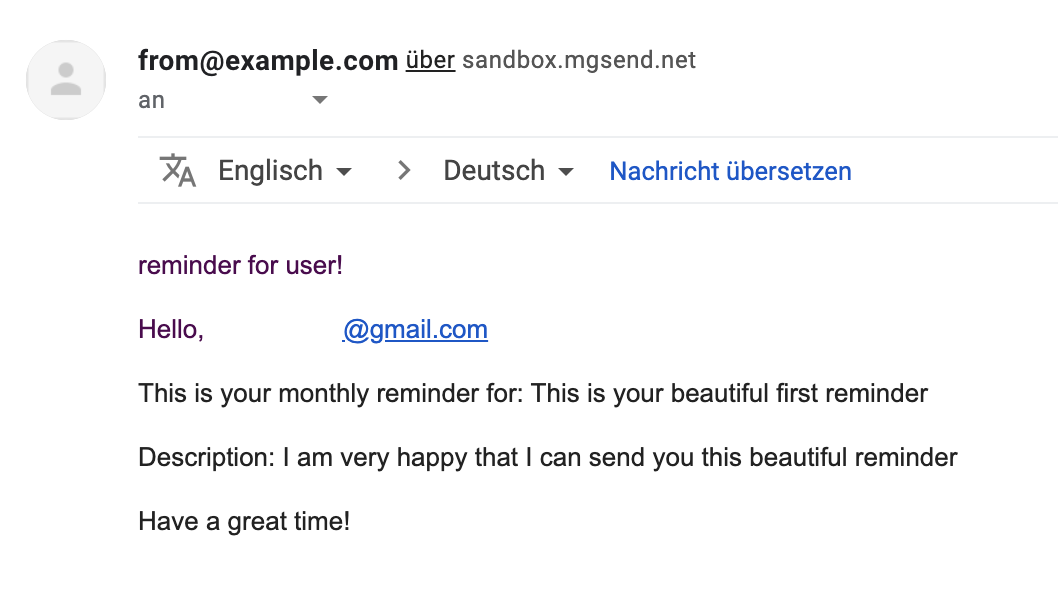 from@example.com über sandbox.mgsend.net
an
Englisch > Deutsch Nachricht übersetzen
reminder for user!
Hello, @gmail.com
This is your monthly reminder for: This is your beautiful first reminder
Description: I am very happy that I can send you this beautiful reminder
Have a great time!